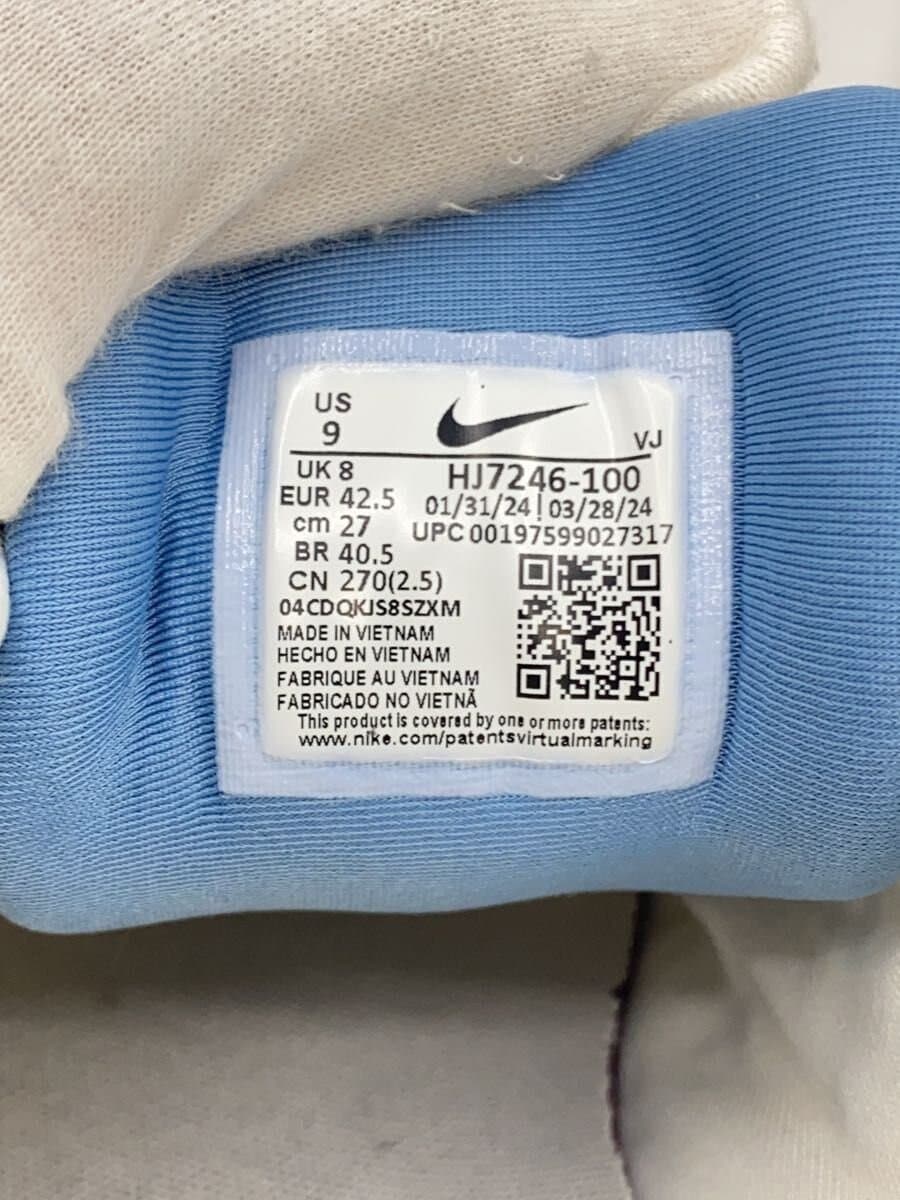 US
9
VJ
UK 8
EUR 42.5
cm 27
BR 40.5
CN 270(2.5)
HJ7246-100
01/31/24 | 03/28/24
UPC 00197599027317
04CDQKJS8SZXM
MADE IN VIETNAM
HECHO EN VIETNAM
FABRIQUE AU VIETNAM
FABRICADO NO VIETNÃ
This product is covered by one or more patents:
www.nike.com/patentsvirtualmarking